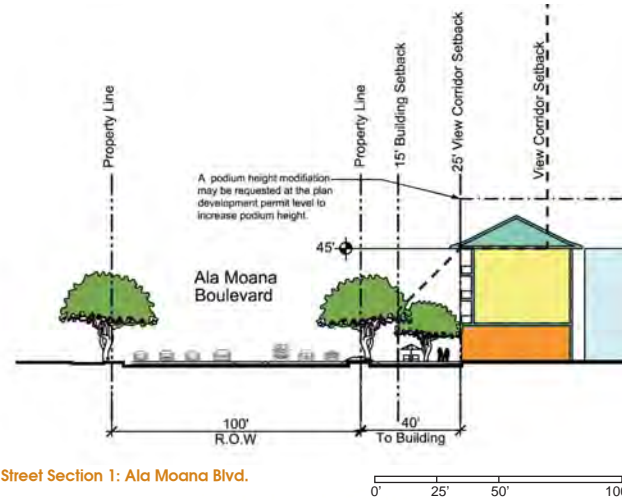 Property Line
Property Line
15' Building Setback
25' View Corridor Setback
View Corridor Setback
A podium height modifiation
may be requested at the plan
development permit level to
increase podium height.
45'
Ala Moana
Boulevard
100'
R.O.W
40'
To Building
Street Section 1: Ala Moana Blvd.
0' 25' 50' 100